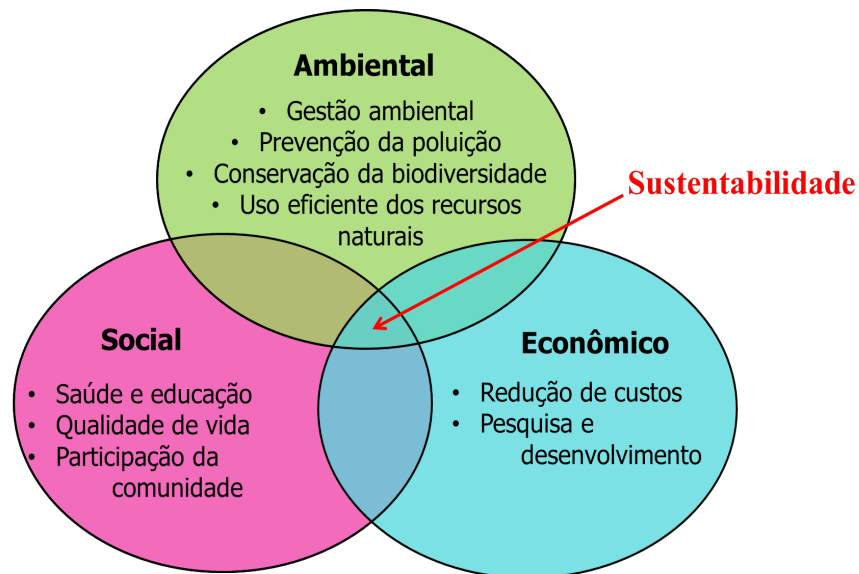 Ambiental
• Gestão ambiental
• Prevenção da poluição
• Conservação da biodiversidade
• Uso eficiente dos recursos
naturais
Sustentabilidade
Social
• Saúde e educação
• Qualidade de vida
• Participação da
comunidade
Econômico
• Redução de custos
• Pesquisa e
desenvolvimento